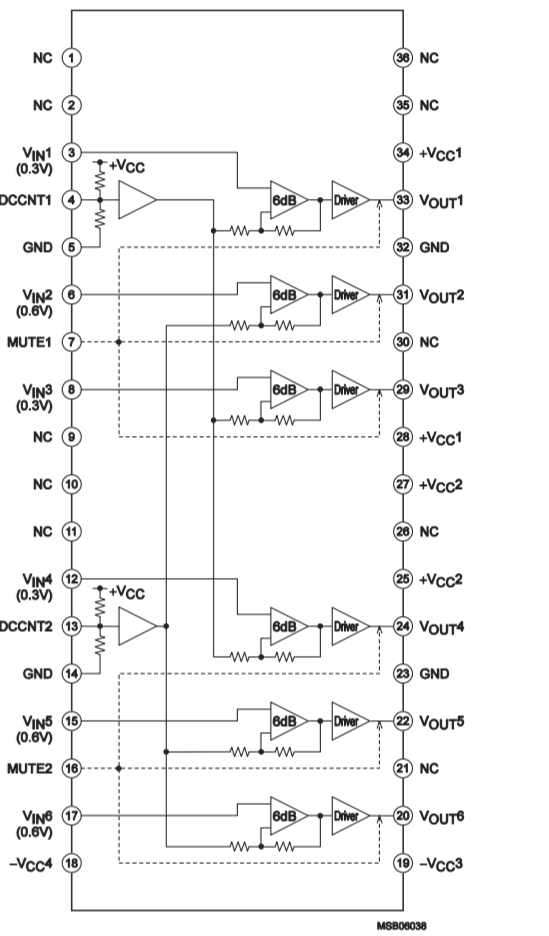 NC 1
36 NC
NC 2
35 NC
VIN1 3
(0.3V)
+VCC
34 +VCC1
DCCNT1 4
6dB
Driver
33 VOUT1
GND 5
32 GND
VIN2 6
(0.6V)
6dB
Driver
31 VOUT2
MUTE1 7
30 NC
VIN3 8
(0.3V)
6dB
Driver
29 VOUT3
NC 9
28 +VCC1
NC 10
27 +VCC2
NC 11
26 NC
VIN4 12
(0.3V)
+VCC
25 +VCC2
DCCNT2 13
6dB
Driver
24 VOUT4
GND 14
23 GND
VIN5 15
(0.6V)
6dB
Driver
22 VOUT5
MUTE2 16
21 NC
VIN6 17
(0.6V)
6dB
Driver
20 VOUT6
–VCC4 18
19 –VCC3
MSB06038